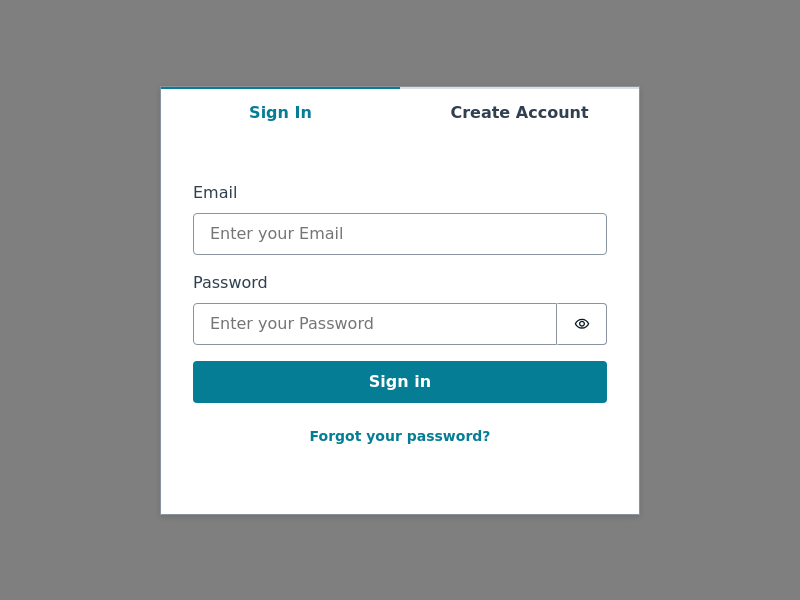 Sign In
Create Account
Email
Enter your Email
Password
Enter your Password
Sign in
Forgot your password?